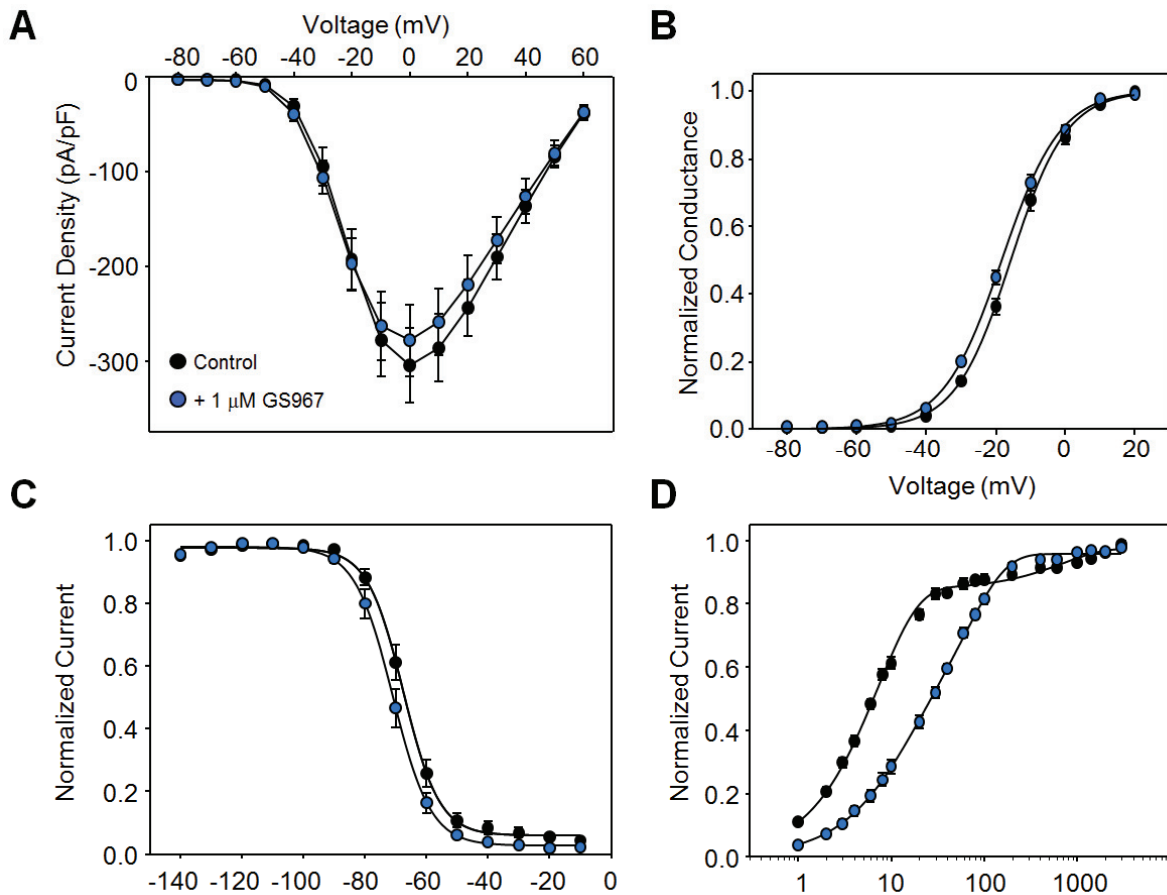 A
Voltage (mV)
-80 -60 -40 -20 0 20 40 60
0
-100
-200
-300
Current Density (pA/pF)
Control
+ 1 μM GS967
B
1.0
0.8
0.6
0.4
0.2
0.0
Normalized Conductance
-80 -60 -40 -20 0 20
Voltage (mV)
C
1.0
0.8
0.6
0.4
0.2
0.0
Normalized Current
-140 -120 -100 -80 -60 -40 -20 0
D
1.0
0.8
0.6
0.4
0.2
0.0
Normalized Current
1 10 100 1000